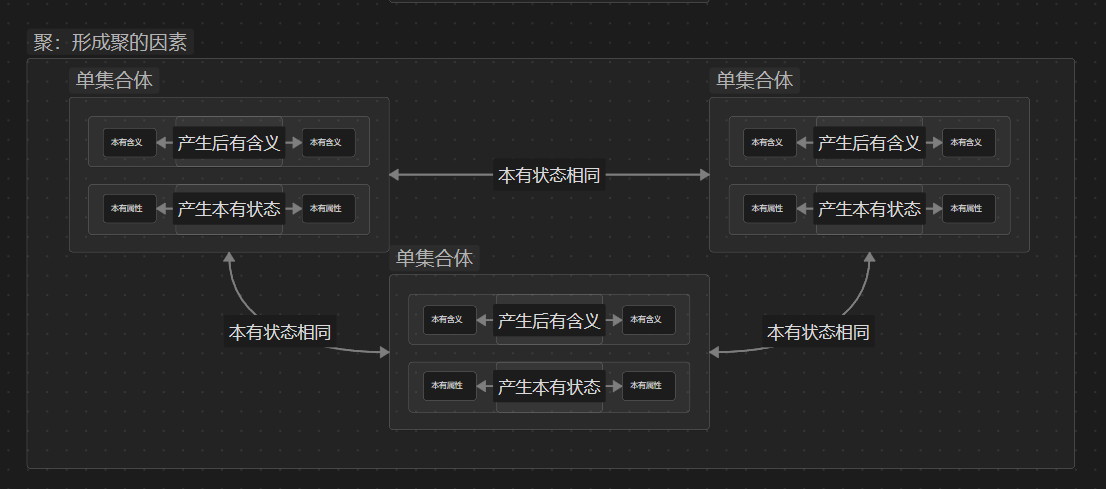 聚：形成聚的因素
单集合体
单集合体
本有含义 产生后有含义 本有含义
本有含义 产生后有含义 本有含义
本有状态相同
本有属性 产生本有状态 本有属性
本有属性 产生本有状态 本有属性
单集合体
本有含义 产生后有含义 本有含义
本有状态相同
本有状态相同
本有属性 产生本有状态 本有属性